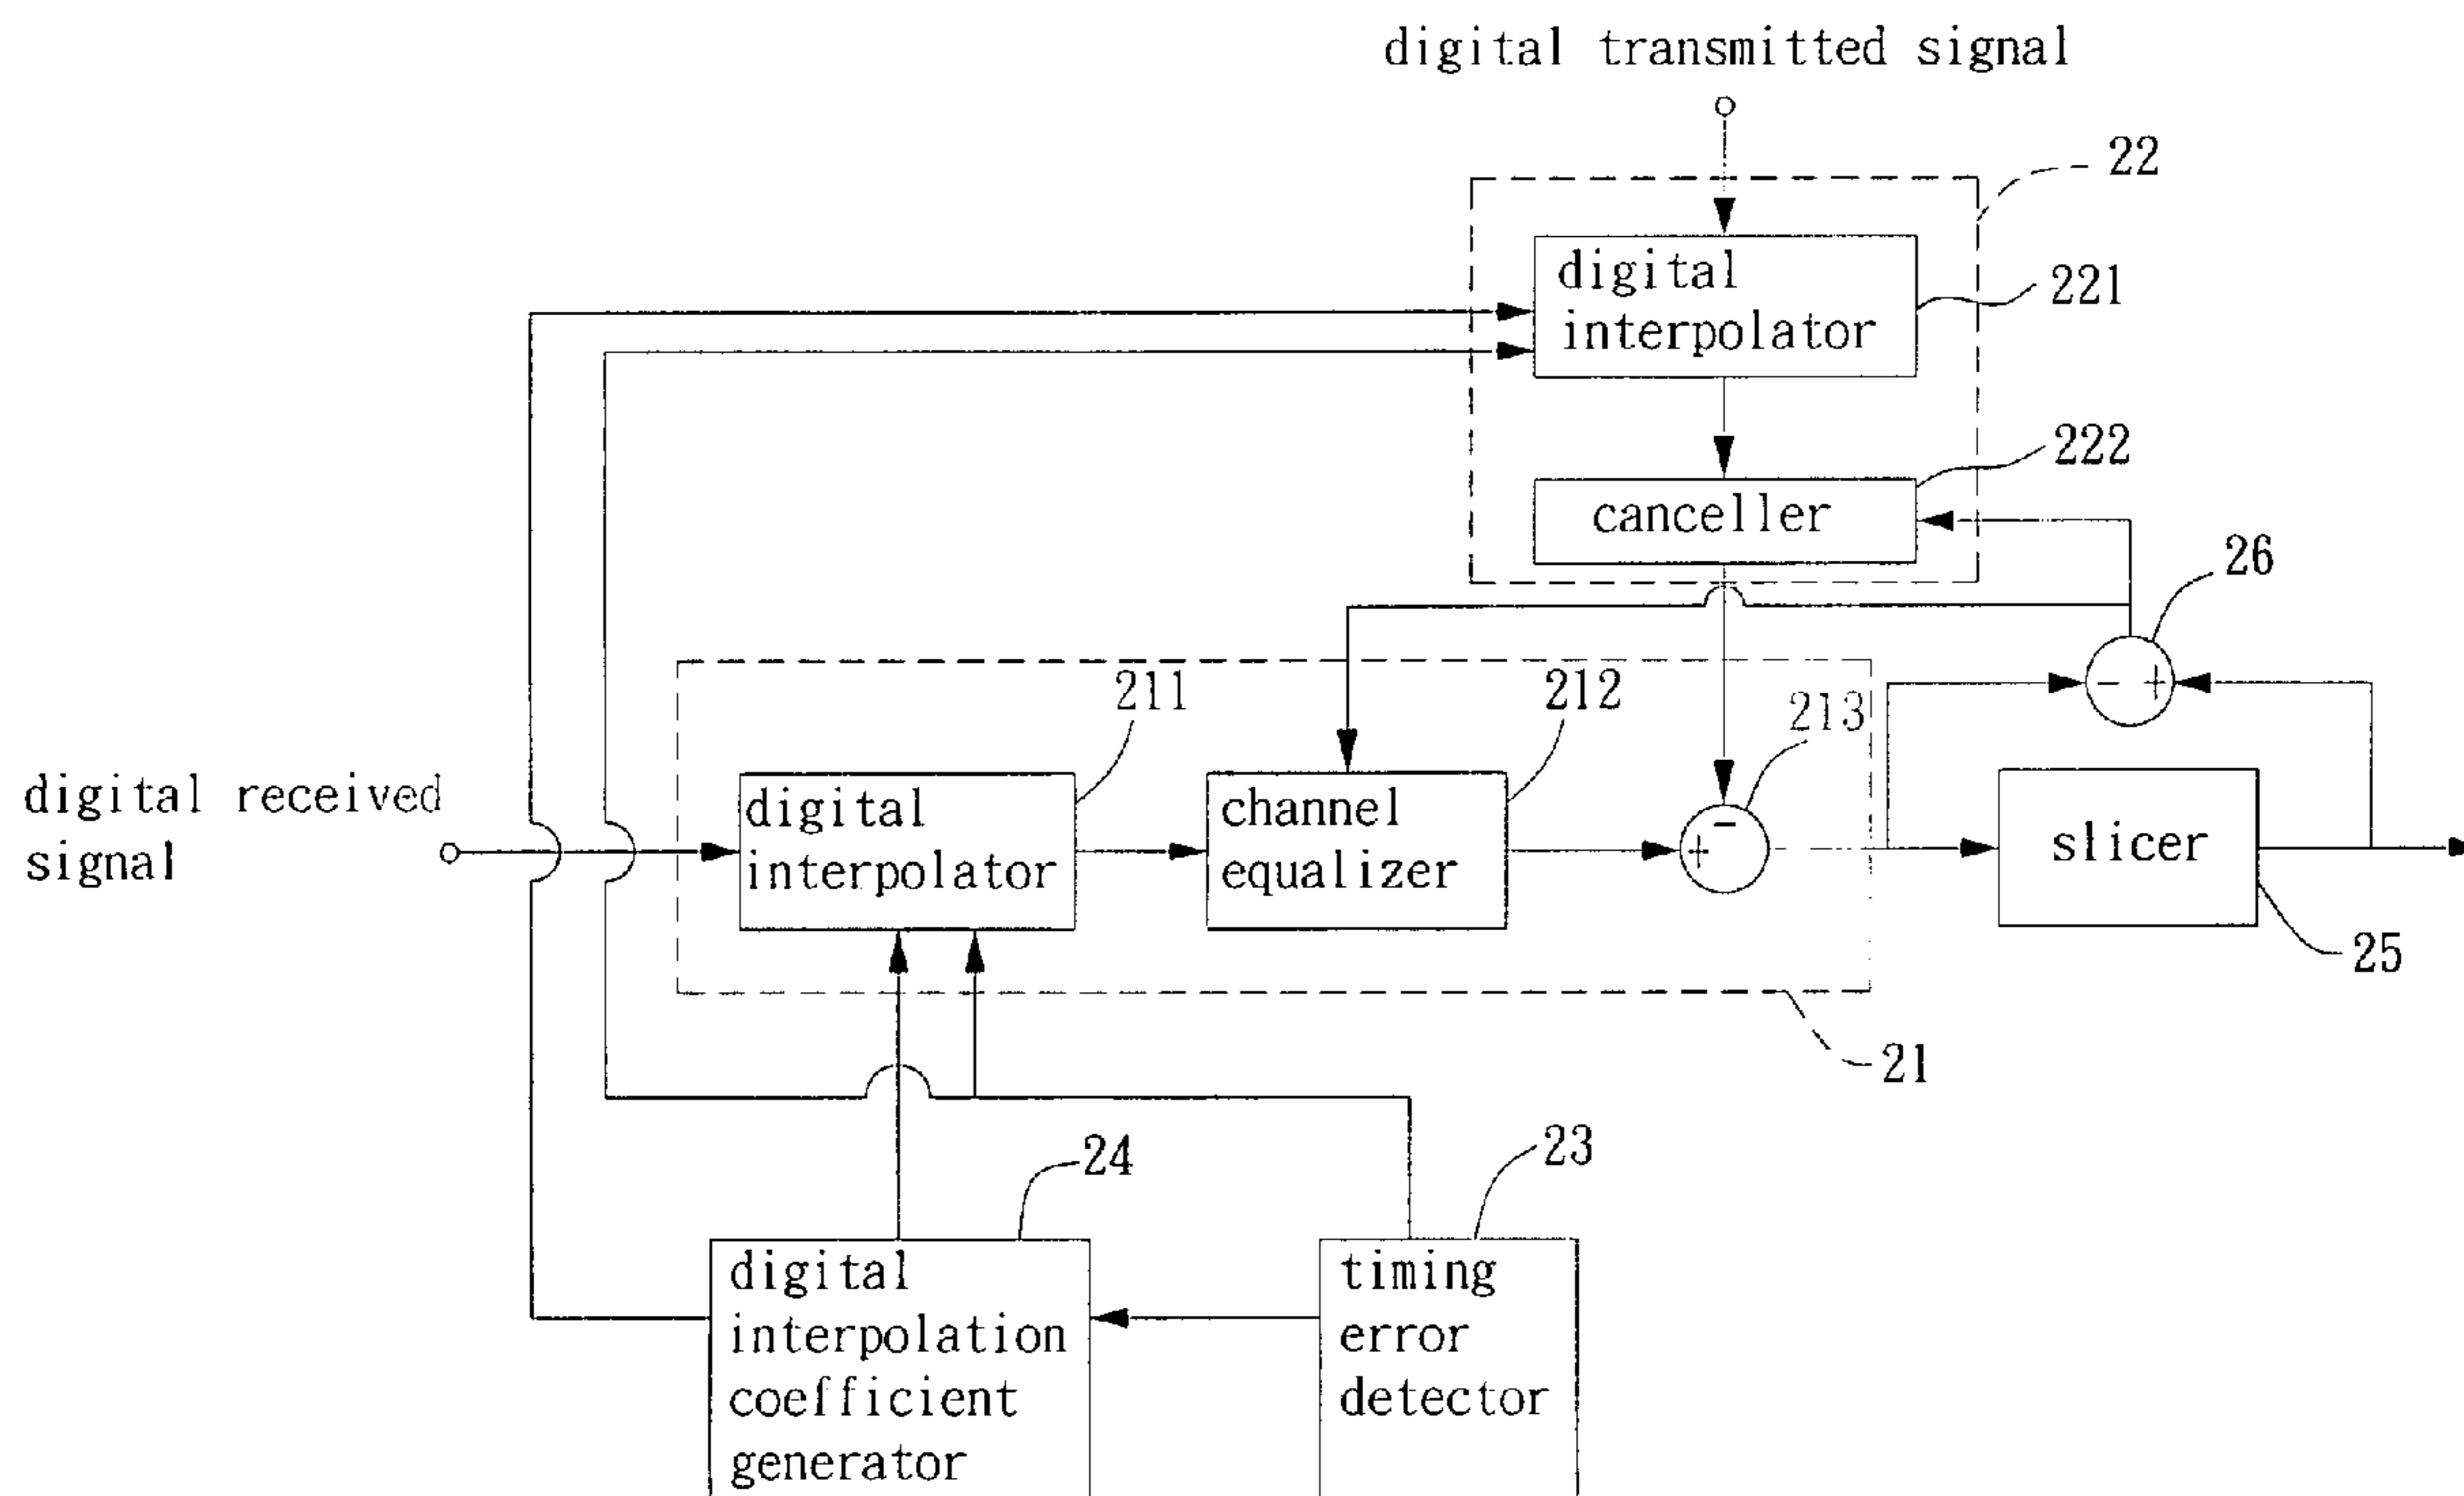 digital transmitted signal
22
digital
interpolator
221
222
canceller
26
211
212
213
digital received
signal
digital
interpolator
channel
equalizer
+
-
- +
slicer
25
21
24
23
digital
interpolation
coefficient
generator
timing
error
detector